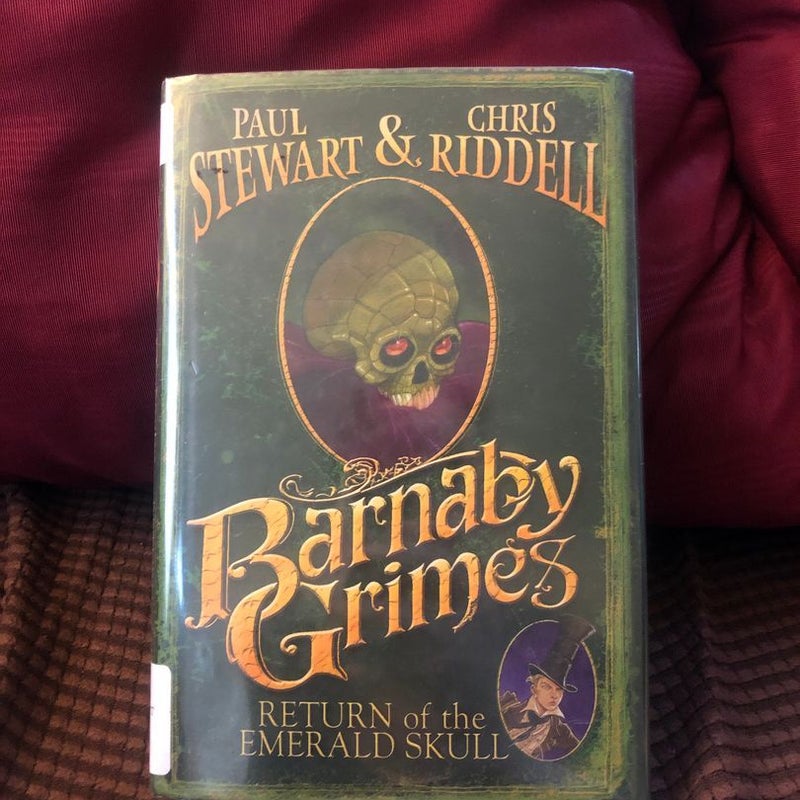 PAUL CHRIS
STEWART & RIDDELL
Barnaby
Grimes
RETURN of the
EMERALD SKULL